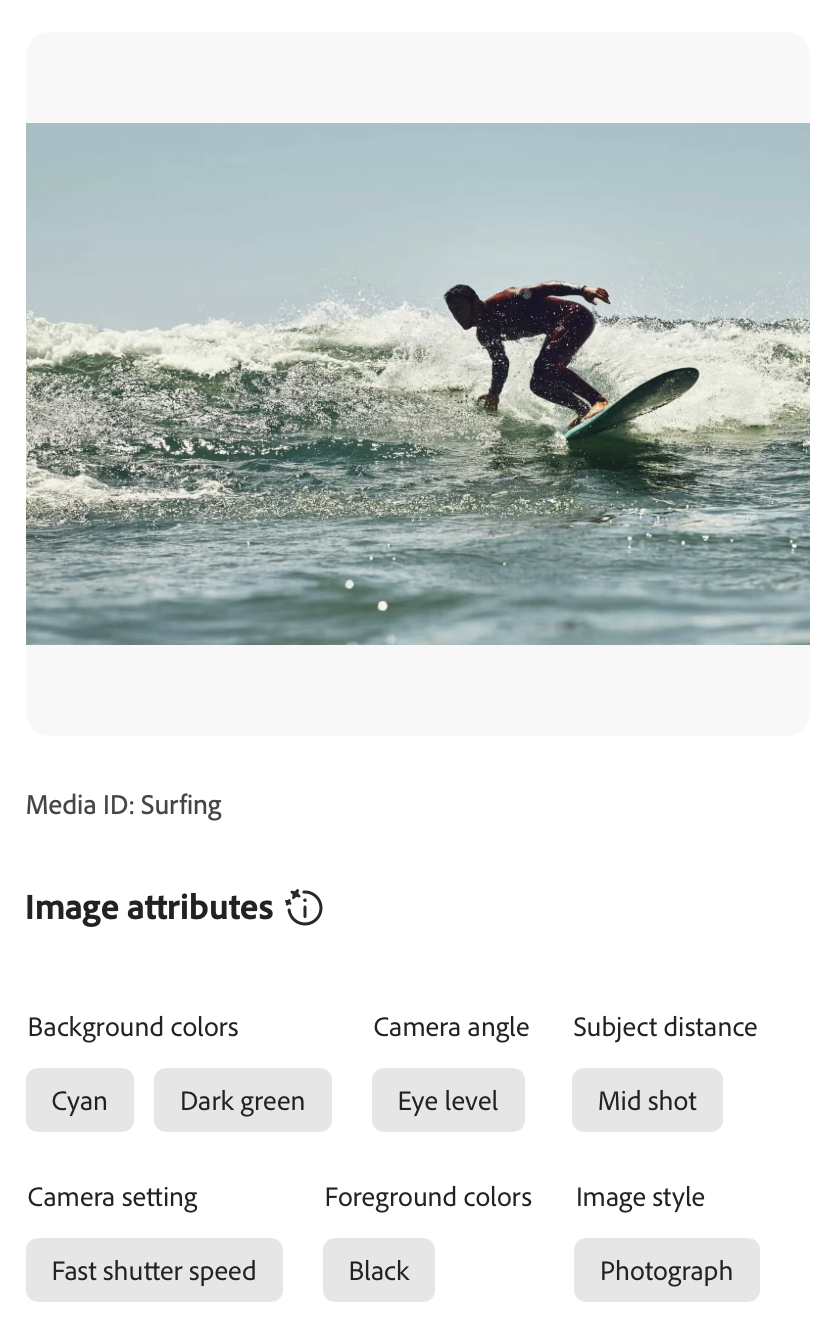 Media ID: Surfing
Image attributes
Background colors
Camera angle
Subject distance
Cyan
Dark green
Eye level
Mid shot
Camera setting
Foreground colors
Image style
Fast shutter speed
Black
Photograph